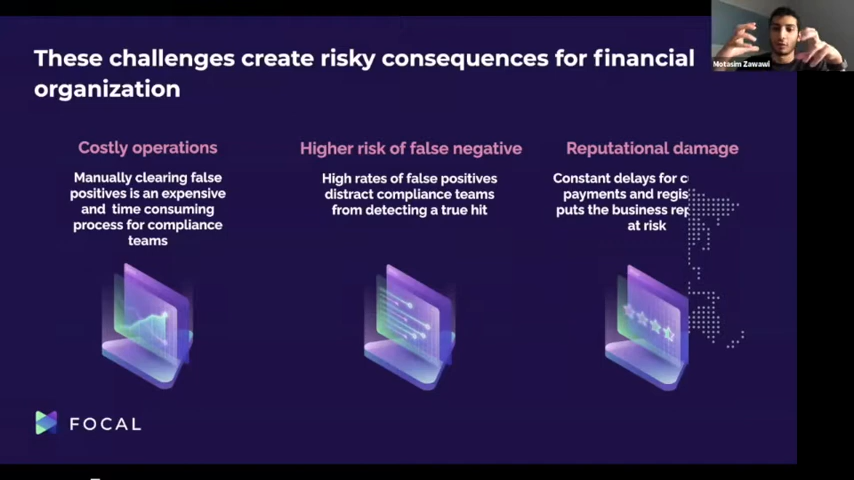 These challenges create risky consequences for financial
organization
Motasim Zawawi
Costly operations
Manually clearing false
positives is an expensive
and time consuming
process for compliance
teams
Higher risk of false negative
High rates of false positives
distract compliance teams
from detecting a true hit
Reputational damage
Constant delays for
payments and
puts the business
at risk
FOCAL